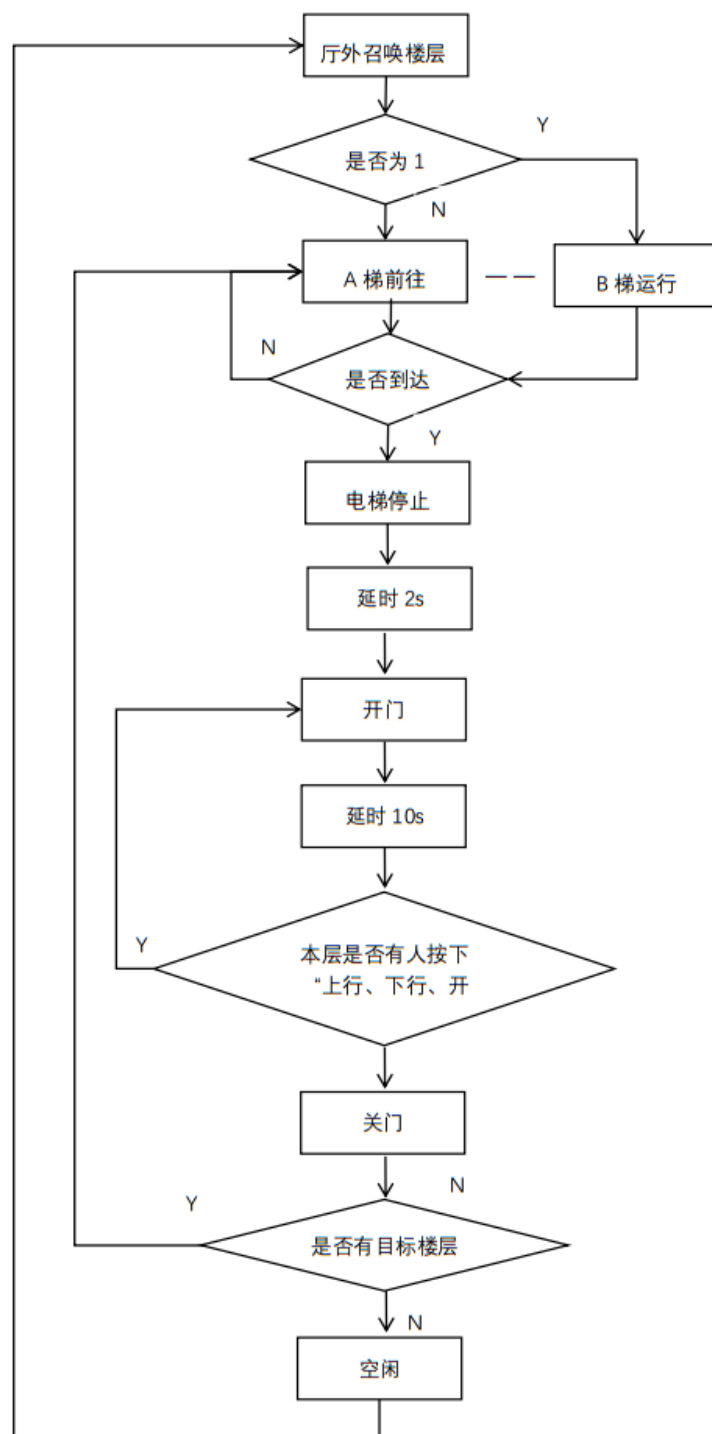 厅外召唤楼层
Y
是否为 1
N
A 梯前往
— —
B 梯运行
N
是否到达
Y
电梯停止
延时 2s
开门
延时 10s
Y
本层是否有人按下
“上行、下行、开
关门
Y
N
是否有目标楼层
N
空闲